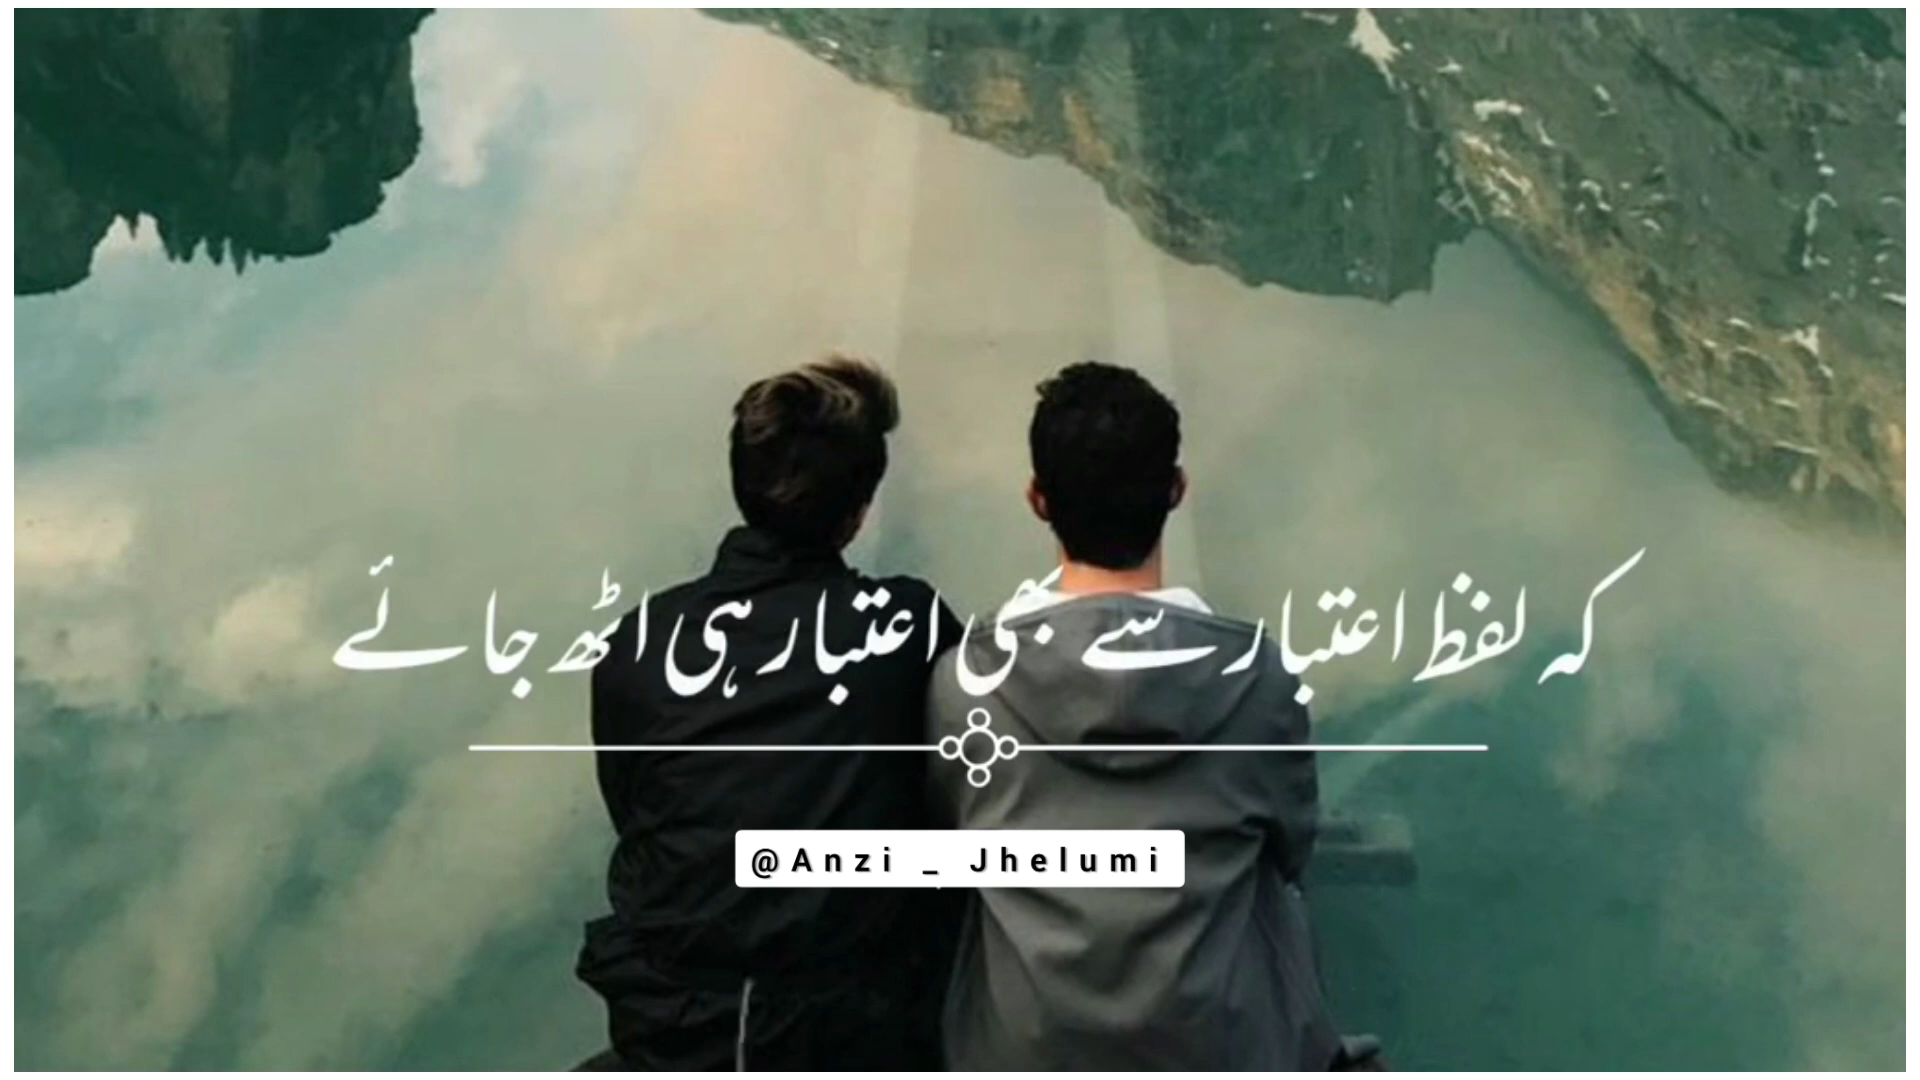 کہ لفظ اعتبار سے بھی اعتبار ہی اٹھ جائے
@Anzi _ Jhelumi